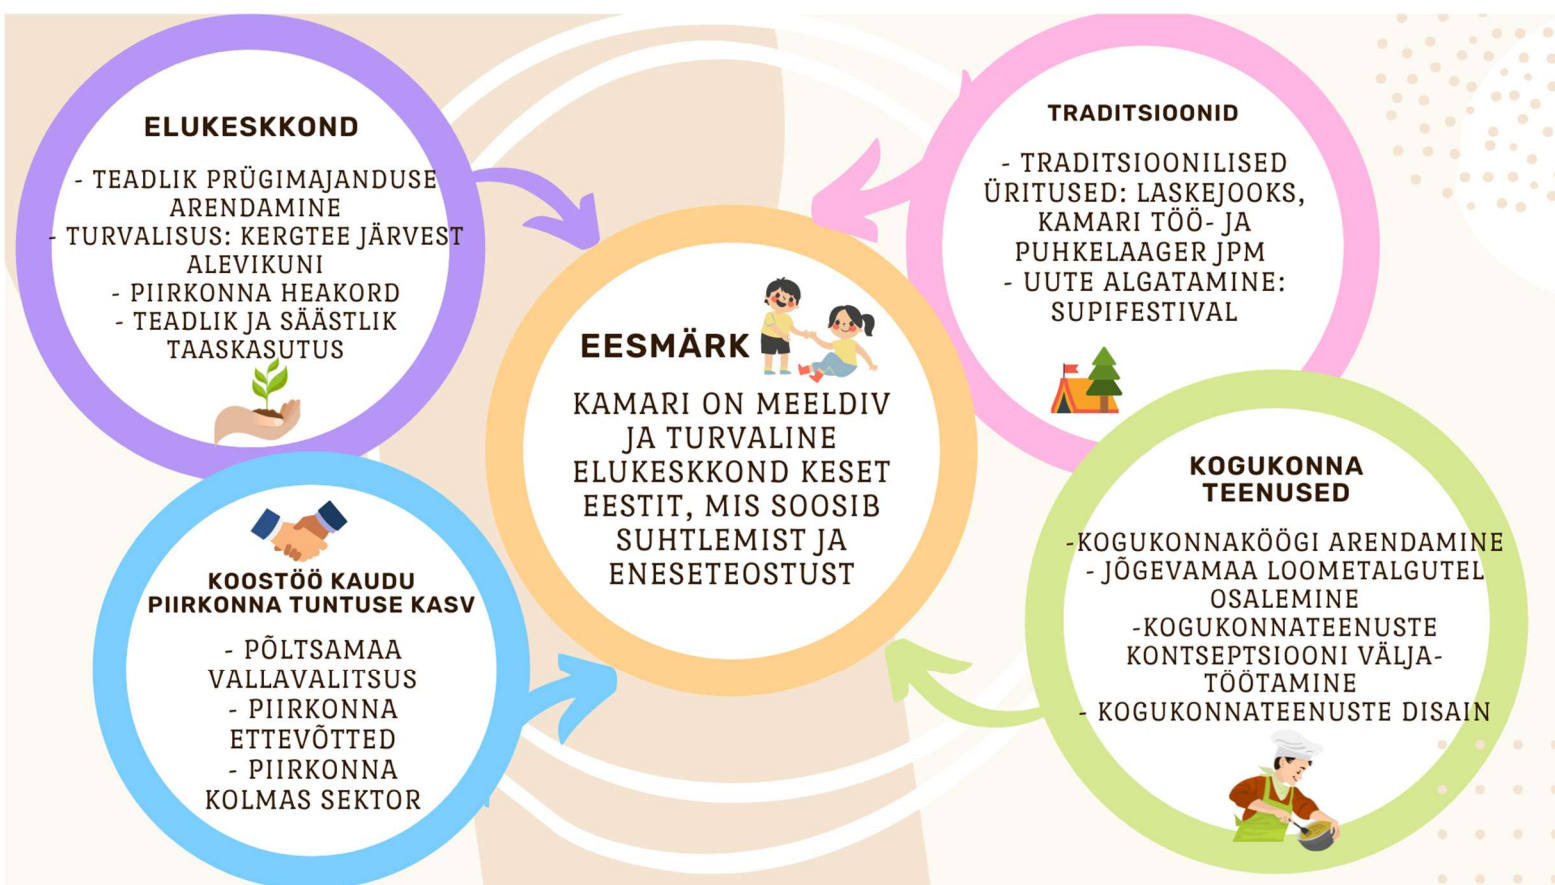 ELUKESKKOND
- TEADLIK PRÜGIMAJANDUSE
ARENDAMINE
- TURVALISUS: KERGTEE JÄRVEST
ALEVIKUNI
- PIIRKONNA HEAKORD
- TEADLIK JA SÄÄSTLIK
TAASKASUTUS
KOOSTÖÖ KAUDU
PIIRKONNA TUNTUSE KASV
- PÕLTSAMAA
VALLAVALITSUS
- PIIRKONNA
ETTEVÕTTED
- PIIRKONNA
KOLMAS SEKTOR
EESMÄRK
KAMARI ON MEELDIV
JA TURVALINE
ELUKESKKOND KESET
EESTIT, MIS SOOSIB
SUHTLEMIST JA
ENESETEOSTUST
TRADITSIOONID
- TRADITSIOONILISED
ÜRITUSED: LASKEJOOKS,
KAMARI TÖÖ- JA
PUHKELAAGER JPM
- UUTE ALGATAMINE:
SUPIFESTIVAL
KOGUKONNA
TEENUSED
-KOGUKONNAKÖÖGI ARENDAMINE
- JÕGEVAMAA LOOMETALGUTEL
OSALEMINE
-KOGUKONNATEENUSTE
KONTSEPTSIOONI VÄLJA-
TÖÖTAMINE
- KOGUKONNATEENUSTE DISAIN